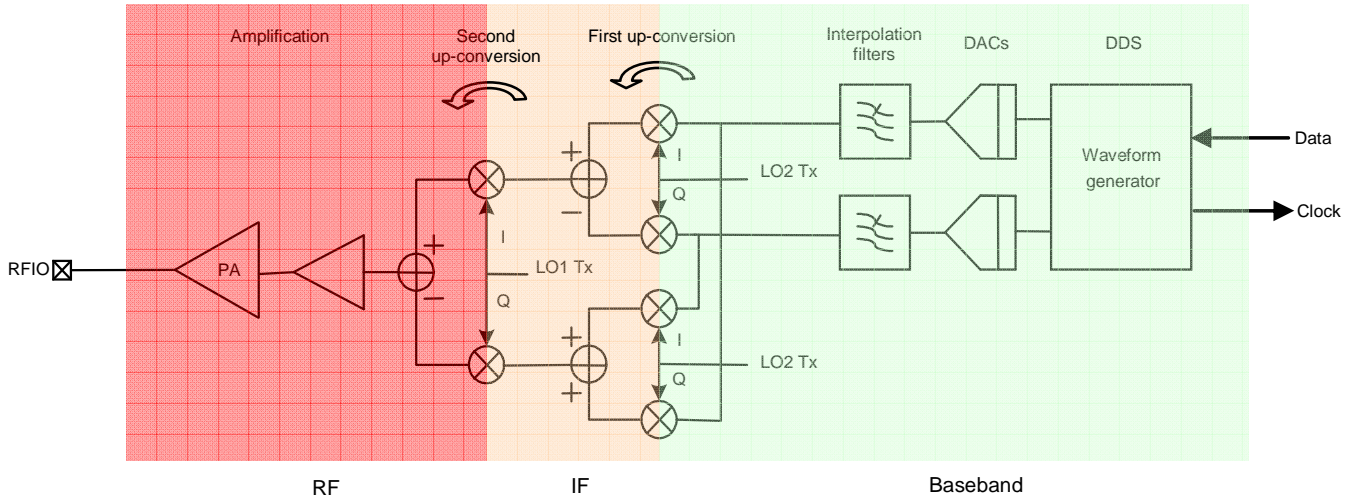 Amplification
Second
up-conversion
First up-conversion
Interpolation
filters
DACs
DDS
+
−
I
Q
LO2 Tx
Waveform
generator
Data
Clock
RFIO
PA
+
−
I
Q
LO1 Tx
+
+
I
Q
LO2 Tx
RF
IF
Baseband